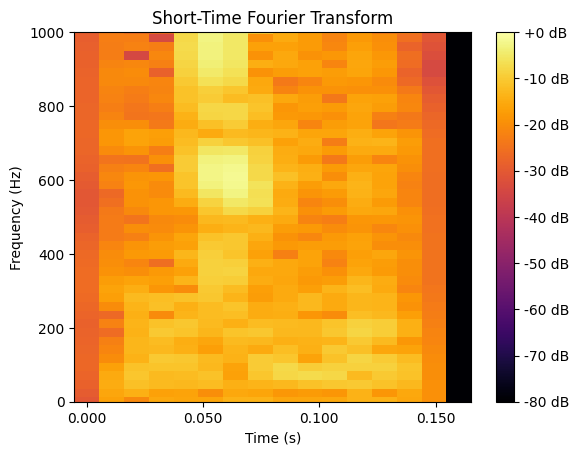 Short-Time Fourier Transform
1000
800
600
400
200
0
Frequency (Hz)
0.000
0.050
0.100
0.150
Time (s)
+0 dB
-10 dB
-20 dB
-30 dB
-40 dB
-50 dB
-60 dB
-70 dB
-80 dB